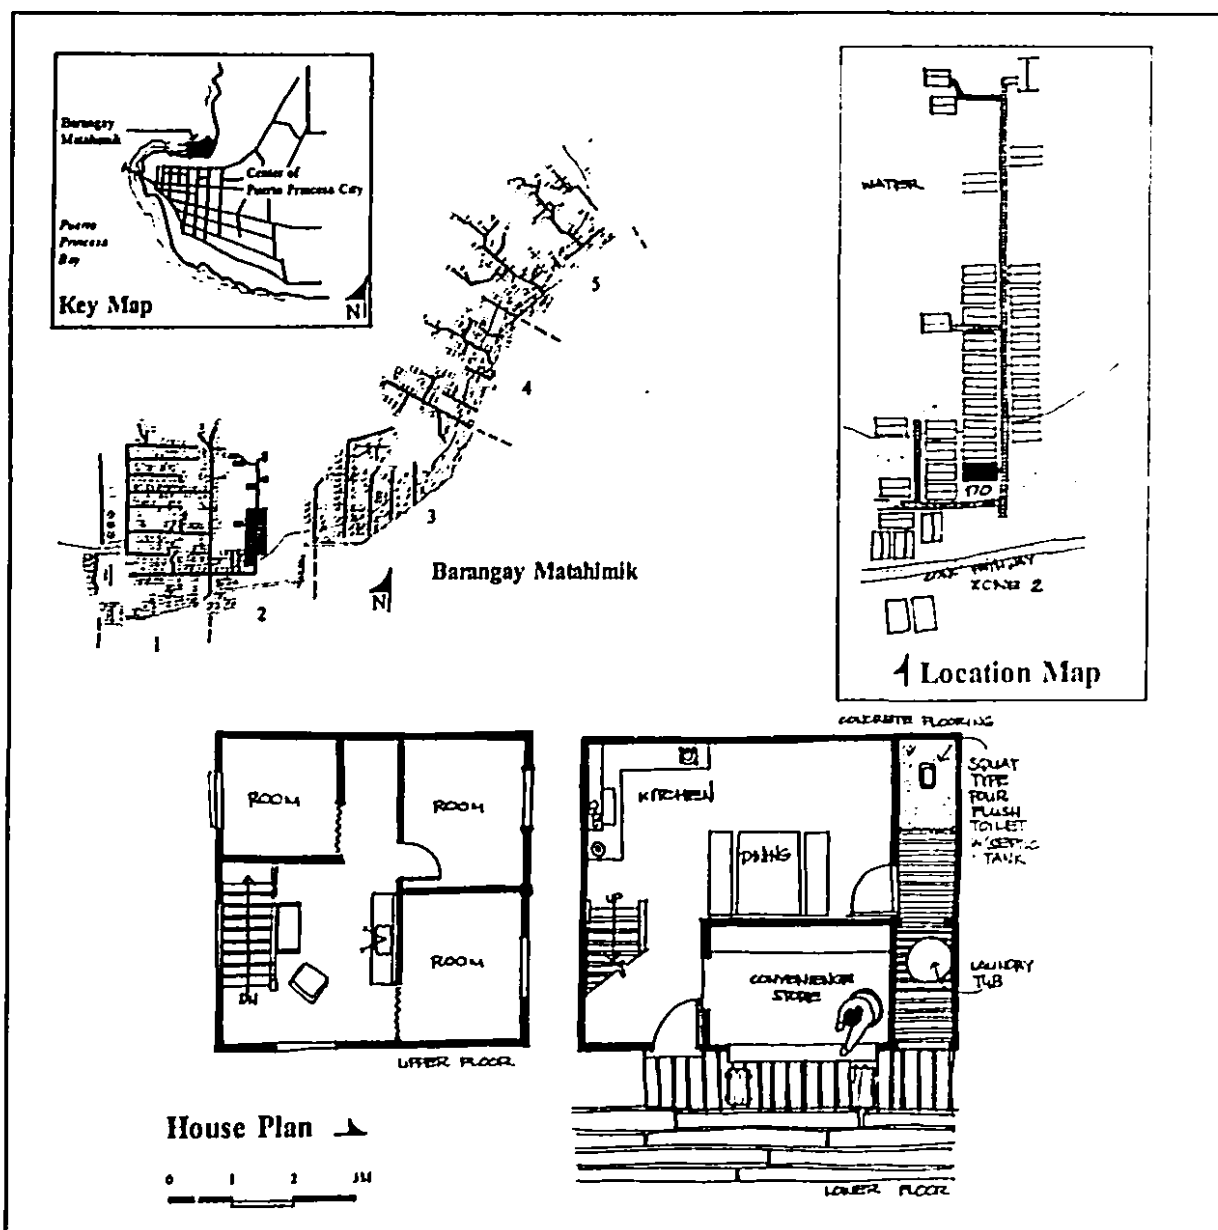 Barangay
Matahimik
Center of
Puerto Princesa City
Puerto
Princesa
Bay
Key Map
N
WATER
5
4
3
2
1
N
Barangay Matahimik
170
ZONE 2
Location Map
ROOM
ROOM
ROOM
DN
UPPER FLOOR
CONCRETE FLOORING
SQUAT
TYPE
POUR
FLUSH
TOILET
W/SEPTIC
TANK
KITCHEN
DINING
UP
CONVENIENCE
STORE
LAUNDRY
TUB
LOWER FLOOR
House Plan
0 1 2 3M